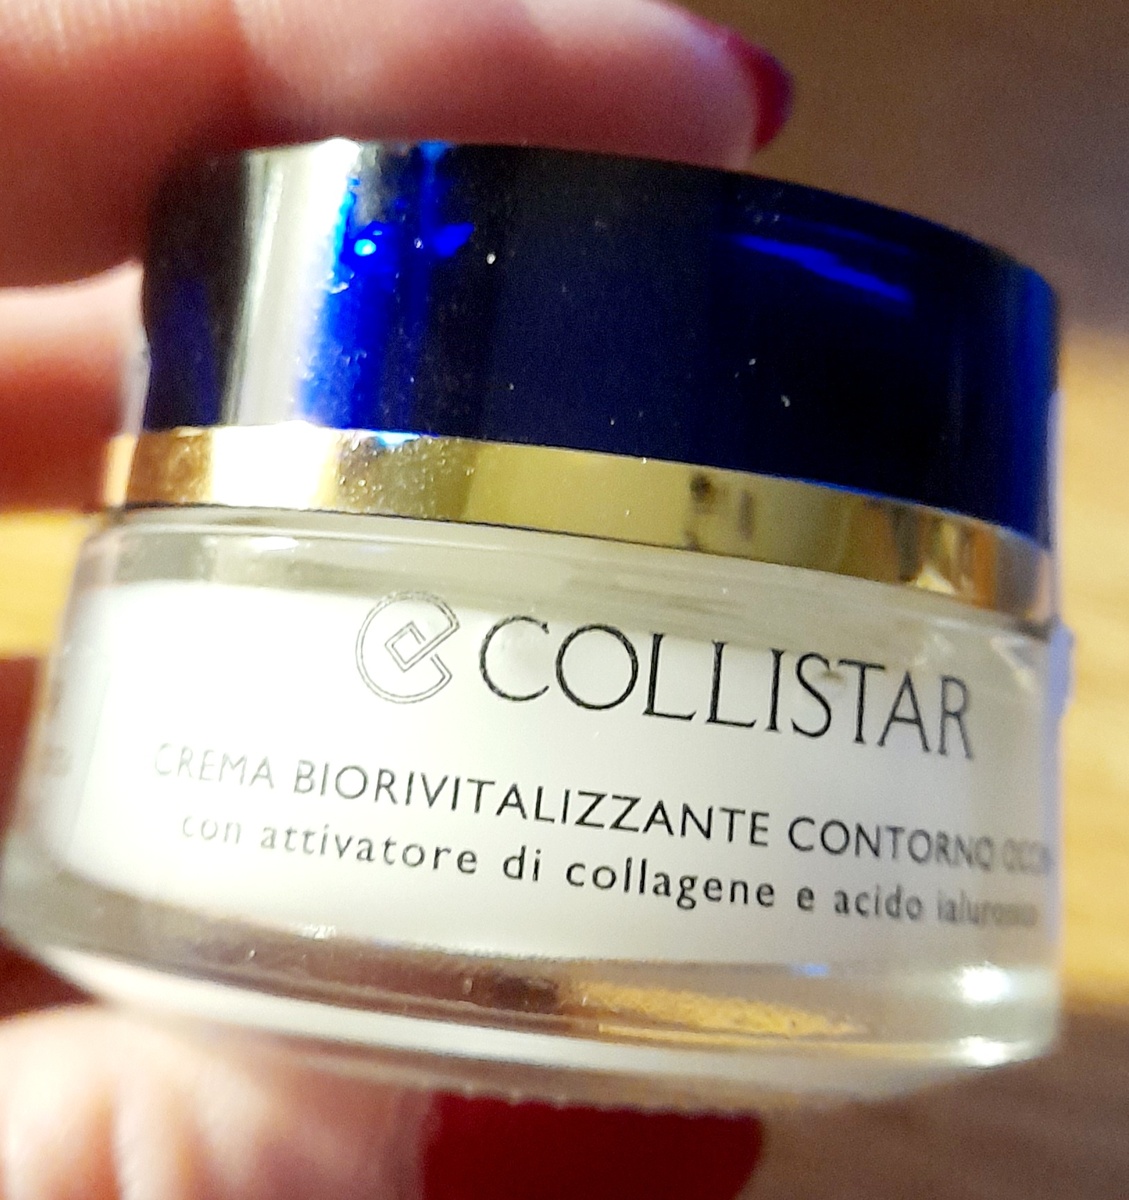 COLLISTAR
CREMA BIORIVITALIZZANTE CONTORNO
con attivatore di collagene e acido